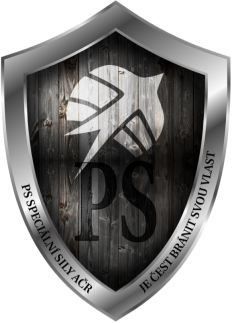 PS
PS SPECIÁLNÍ SILY AČR
JE ČEST BRÁNIT SVOU VLAST